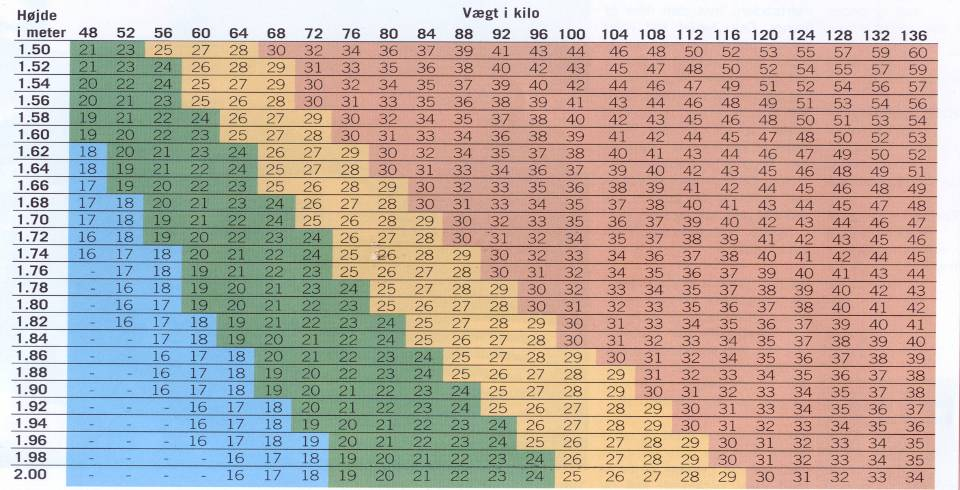 Højde Vægt i kilo
i meter 48 52 56 60 64 68 72 76 80 84 88 92 96 100 104 108 112 116 120 124 128 132 136
1.50 21 23 25 27 28 30 32 34 36 37 39 41 43 44 46 48 50 52 53 55 57 59 60
1.52 21 23 24 26 28 29 31 33 35 36 38 40 42 43 45 47 48 50 52 54 55 57 59
1.54 20 22 24 25 27 29 30 32 34 35 37 39 40 42 44 46 47 49 51 52 54 56 57
1.56 20 21 23 25 26 28 30 31 33 35 36 38 39 41 43 44 46 48 49 51 53 54 56
1.58 19 21 22 24 26 27 29 30 32 34 35 37 38 40 42 43 45 46 48 50 51 53 54
1.60 19 20 22 23 25 27 28 30 31 33 34 36 38 39 41 42 44 45 47 48 50 52 53
1.62 18 20 21 23 24 26 27 29 30 32 34 35 37 38 40 41 43 44 46 47 49 50 52
1.64 18 19 21 22 24 25 27 28 30 31 33 34 36 37 39 40 42 43 45 46 48 49 51
1.66 17 19 20 22 23 25 26 28 29 30 32 33 35 36 38 39 41 42 44 45 46 48 49
1.68 17 18 20 21 23 24 26 27 28 30 31 33 34 35 37 38 40 41 43 44 45 47 48
1.70 17 18 19 21 22 24 25 26 28 29 30 32 33 35 36 37 39 40 42 43 44 46 47
1.72 16 18 19 20 22 23 24 26 27 28 30 31 32 34 35 37 38 39 41 42 43 45 46
1.74 16 17 18 20 21 22 24 25 26 28 29 30 32 33 34 36 37 38 40 41 42 44 45
1.76 - 17 18 19 21 22 23 25 26 27 28 30 31 32 34 35 36 37 39 40 41 43 44
1.78 - 16 18 19 20 21 23 24 25 27 28 29 30 32 33 34 35 37 38 39 40 42 43
1.80 - 16 17 19 20 21 22 23 25 26 27 28 30 31 32 33 35 36 37 38 40 41 42
1.82 - 16 17 18 19 21 22 23 24 25 27 28 29 30 31 33 34 35 36 37 39 40 41
1.84 - - 17 18 19 20 21 22 24 25 26 27 28 30 31 32 33 34 35 37 38 39 40
1.86 - - 16 17 18 20 21 22 23 24 25 27 28 29 30 31 32 34 35 36 37 38 39
1.88 - - 16 17 18 19 20 21 23 24 25 26 27 28 29 31 32 33 34 35 36 37 38
1.90 - - 16 17 18 19 20 21 22 23 24 25 27 28 29 30 31 32 33 34 35 37 38
1.92 - - - 16 17 18 20 21 22 23 24 25 26 27 28 29 30 31 33 34 35 36 37
1.94 - - - 16 17 18 19 20 21 22 23 24 26 27 28 29 30 31 32 33 34 35 36
1.96 - - - 16 17 18 19 20 21 22 23 24 25 26 27 28 29 30 31 32 33 34 35
1.98 - - - - 16 17 18 19 20 21 22 23 24 26 27 28 29 30 31 32 33 34 35
2.00 - - - - 16 17 18 19 20 21 22 23 24 25 26 27 28 29 30 31 32 33 34